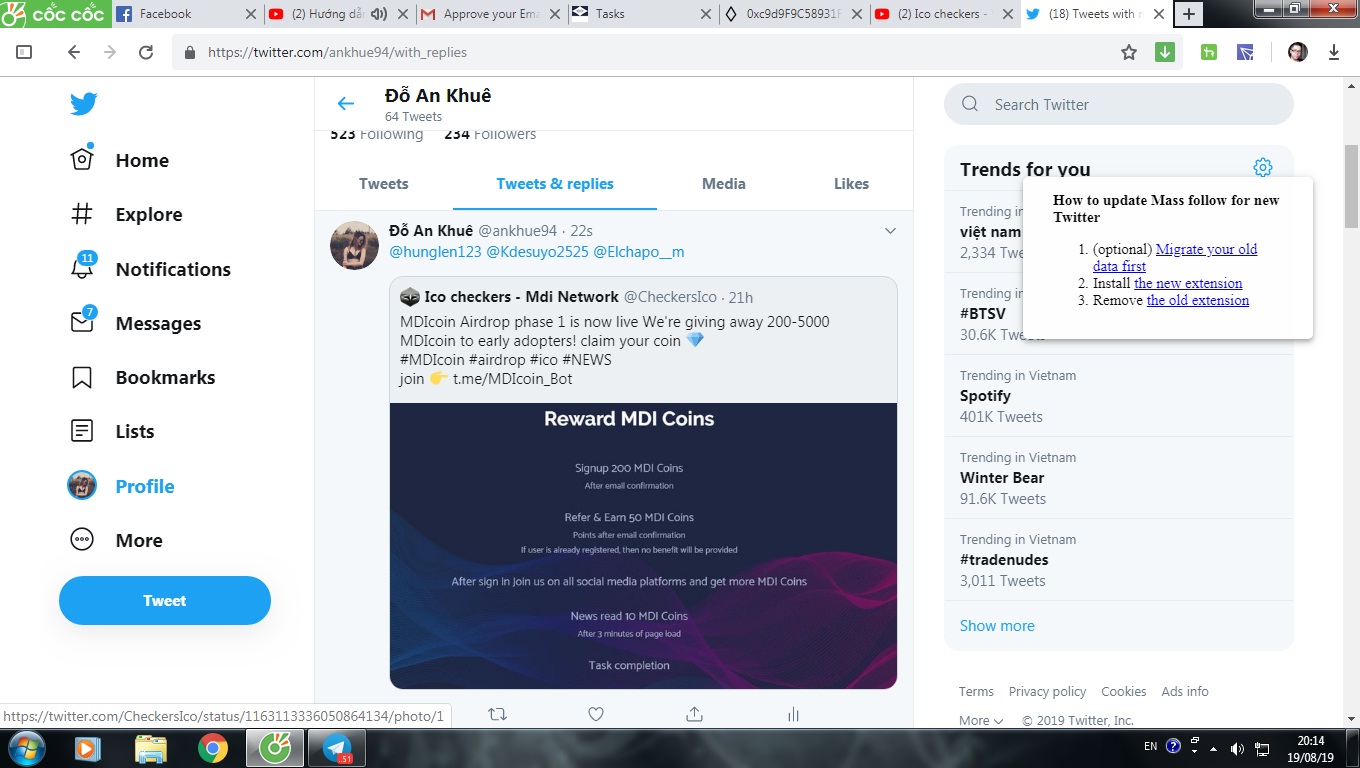 cốc cốc
Facebook
(2) Hướng dẫ
Approve your Ema
Tasks
0xc9d9F9C58931F
(2) Ico checkers -
(18) Tweets with r
https://twitter.com/ankhue94/with_replies
Home
Explore
11
Notifications
7
Messages
Bookmarks
Lists
Profile
More
Tweet
Đỗ An Khuê
64 Tweets
523 Following 234 Followers
Tweets Tweets & replies Media Likes
Đỗ An Khuê @ankhue94 · 22s
@hunglen123 @Kdesuyo2525 @Elchapo__m
Ico checkers - Mdi Network @CheckersIco · 21h
MDIcoin Airdrop phase 1 is now live We're giving away 200-5000
MDIcoin to early adopters! claim your coin 💎
#MDIcoin #airdrop #ico #NEWS
join 👉 t.me/MDIcoin_Bot
Reward MDI Coins
Signup 200 MDI Coins
After email confirmation
Refer & Earn 50 MDI Coins
Points after email confirmation
If user is already registered, then no benefit will be provided
After sign in join us on all social media platforms and get more MDI Coins
News read 10 MDI Coins
After 3 minutes of page load
Task completion
Search Twitter
Trends for you
How to update Mass follow for new
Twitter
1. (optional) Migrate your old
data first
2. Install the new extension
3. Remove the old extension
Trending in
việt nam
2,334 Twe
Trending in
#BTSV
30.6K Tweets
Trending in Vietnam
Spotify
401K Tweets
Trending in Vietnam
Winter Bear
91.6K Tweets
Trending in Vietnam
#tradenudes
3,011 Tweets
Show more
Terms Privacy policy Cookies Ads info
More © 2019 Twitter, Inc.
https://twitter.com/CheckersIco/status/1163113336050864134/photo/1
.51
EN
20:14
19/08/19